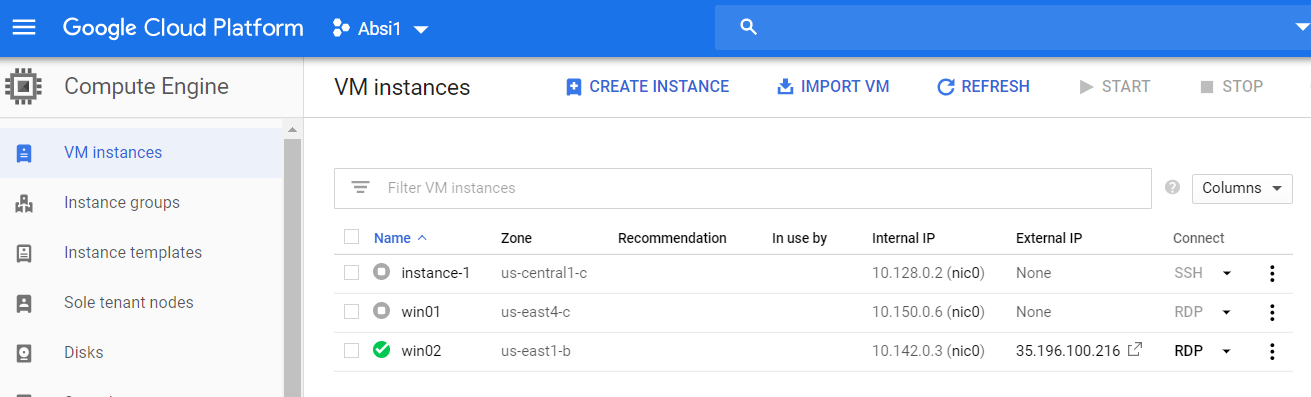 Google Cloud Platform Absi1
Compute Engine
VM instances
CREATE INSTANCE IMPORT VM REFRESH START STOP
VM instances
Instance groups
Instance templates
Sole tenant nodes
Disks
Filter VM instances
Columns
Name Zone Recommendation In use by Internal IP External IP Connect
instance-1 us-central1-c 10.128.0.2 (nic0) None SSH
win01 us-east4-c 10.150.0.6 (nic0) None RDP
win02 us-east1-b 10.142.0.3 (nic0) 35.196.100.216 RDP